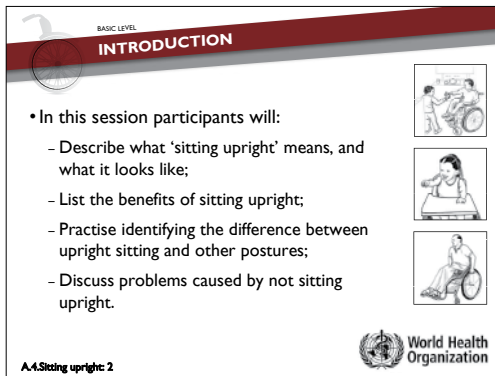 BASIC LEVEL
INTRODUCTION
• In this session participants will:
– Describe what ‘sitting upright’ means, and
what it looks like;
– List the benefits of sitting upright;
– Practise identifying the difference between
upright sitting and other postures;
– Discuss problems caused by not sitting
upright.
A.4.Sitting upright: 2
World Health
Organization